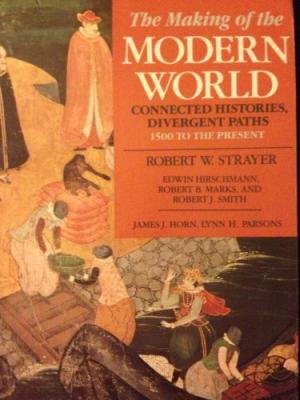 The Making of the
MODERN
WORLD
CONNECTED HISTORIES,
DIVERGENT PATHS
1500 TO THE PRESENT
ROBERT W. STRAYER
EDWIN HIRSCHMANN,
ROBERT B. MARKS, AND
ROBERT J. SMITH
JAMES J. HORN, LYNN H. PARSONS